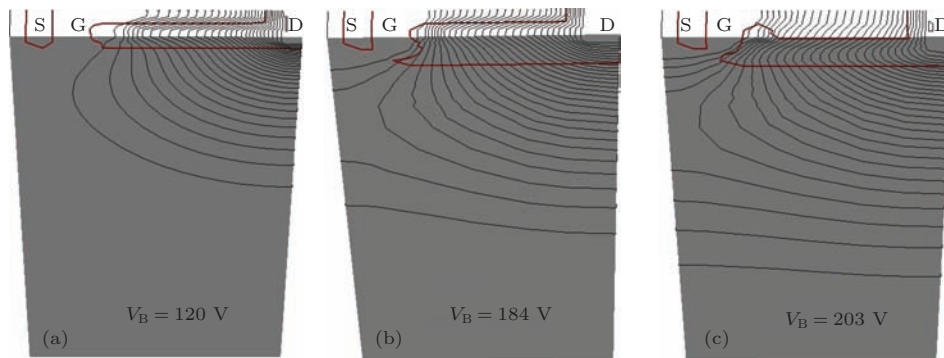 S G D S G D S G D
V_B = 120 V V_B = 184 V V_B = 203 V
(a) (b) (c)